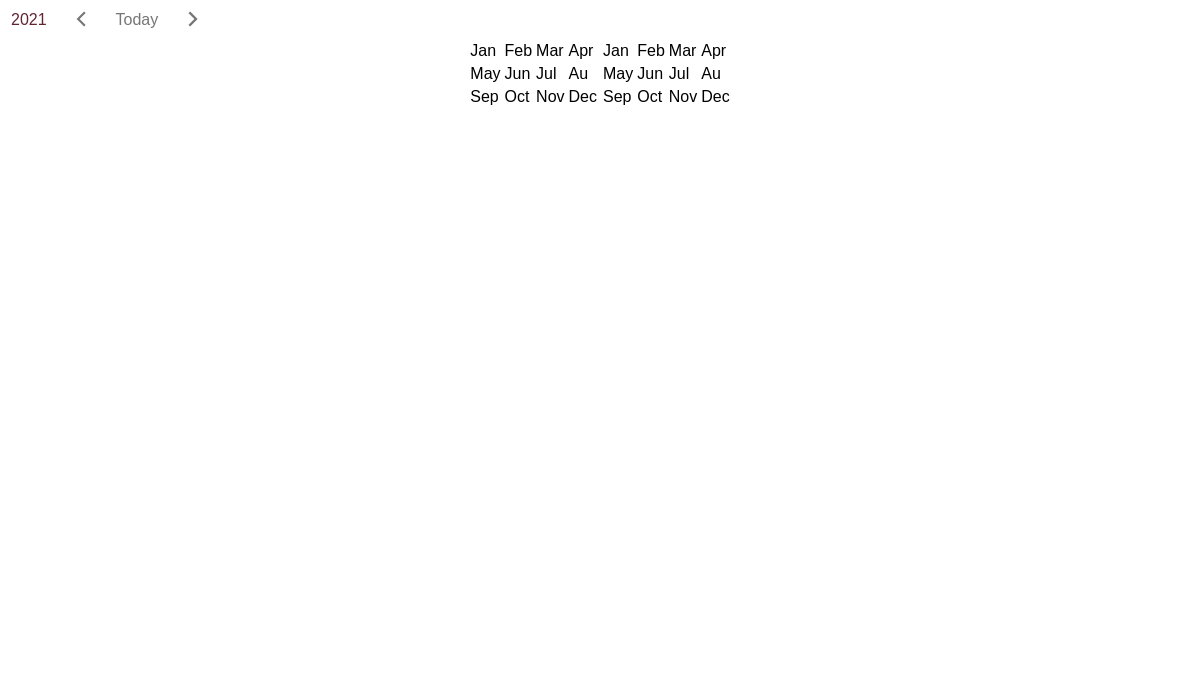 2021 Today
Jan Feb Mar Apr Jan Feb Mar Apr
May Jun Jul Au May Jun Jul Au
Sep Oct Nov Dec Sep Oct Nov Dec